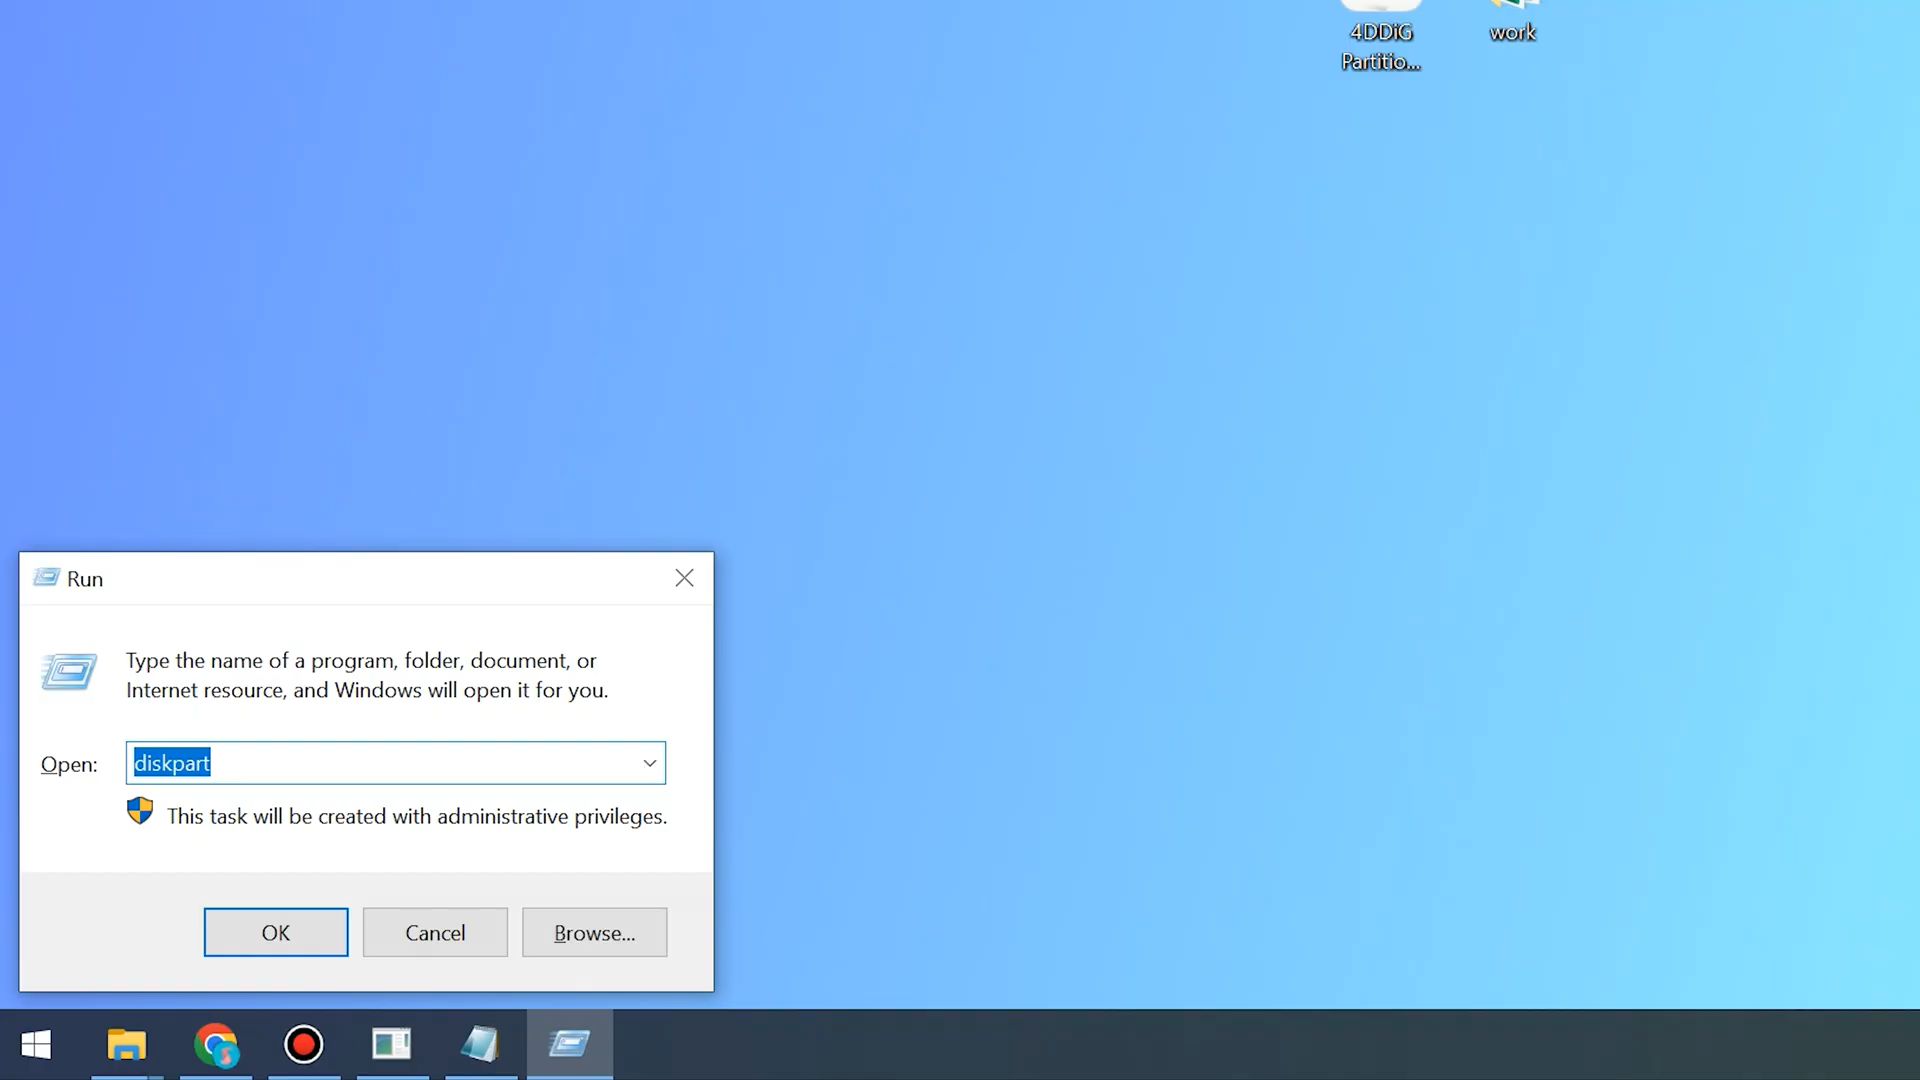 4DDiG
Partitio...
work
Run
Type the name of a program, folder, document, or
Internet resource, and Windows will open it for you.
Open:
diskpart
This task will be created with administrative privileges.
OK
Cancel
Browse...